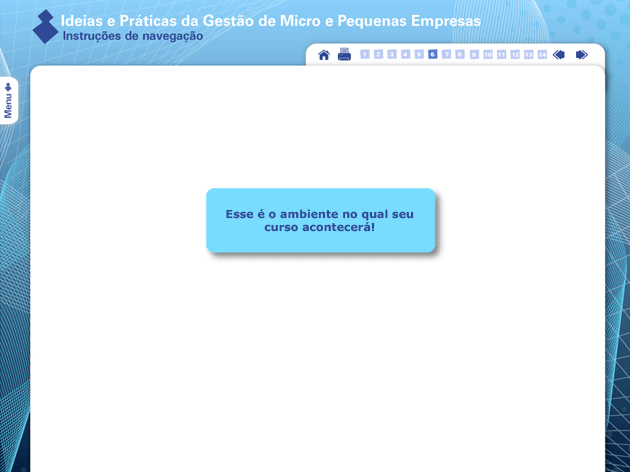 Ideias e Práticas da Gestão de Micro e Pequenas Empresas
Instruções de navegação
1 2 3 4 5 6 7 8 9 10 11 12 13 14
Menu
Esse é o ambiente no qual seu
curso acontecerá!